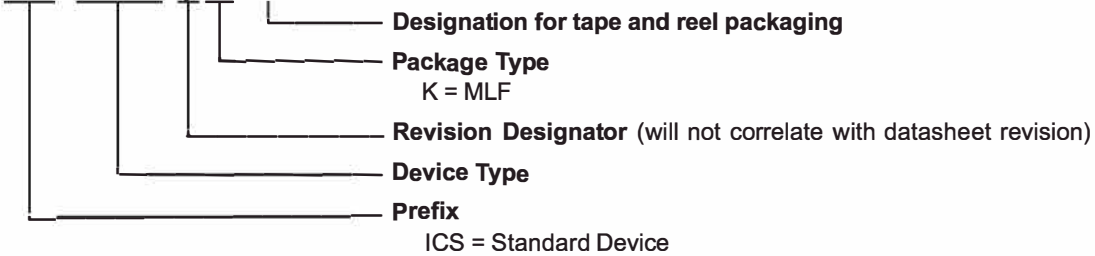 Designation for tape and reel packaging
Package Type
K = MLF
Revision Designator (will not correlate with datasheet revision)
Device Type
Prefix
ICS = Standard Device